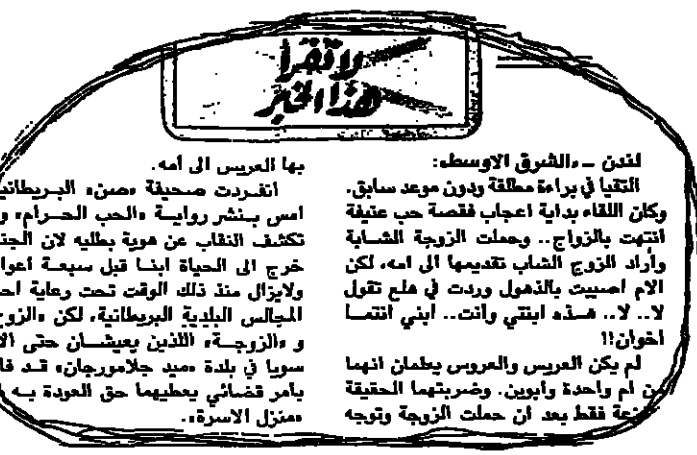 لا تقرأ
هذا الخبر
لندن ــ «الشرق الاوسط»:
التقيا في براءة مطلقة ودون موعد سابق.
وكان اللقاء بداية اعجاب فقصة حب عنيفة
انتهت بالزواج.. وحملت الزوجة الشابة
وأراد الزوج الشاب تقديمها الى امه، لكن
الام اصيبت بالذهول وردت في هلع تقول
لا.. لا.. هذه ابنتي وأنت.. ابني انتما
اخوان!!
لم يكن العريس والعروس يعلمان انهما
من ام واحدة وابوين. وضربتهما الحقيقة
فقط بعد ان حملت الزوجة وتوجه
بها العريس الى امه.
انفردت صحيفة «صن» البريطانية
امس بنشر رواية «الحب الحرام» و
تكشف النقاب عن هوية بطليه لان الجن
خرج الى الحياة ابنا قبل سبعة اعوا
ولايزال منذ ذلك الوقت تحت رعاية احـ
المجالس البلدية البريطانية، لكن «الزوج
و «الزوجة» اللذين يعيشان حتى الا
سويا في بلدة «ميد جلامورجان» قد فا
بامر قضائي يعطيهما حق العودة به
«منزل الاسرة».